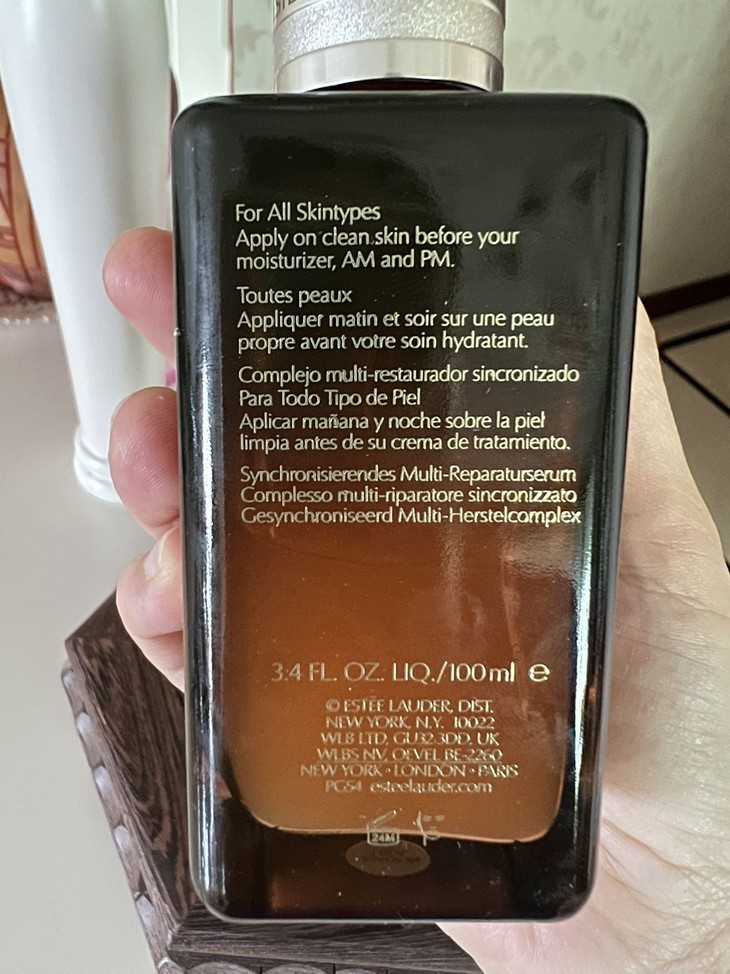 For All Skintypes
Apply on clean skin before your
moisturizer, AM and PM.
Toutes peaux
Appliquer matin et soir sur une peau
propre avant votre soin hydratant.
Complejo multi-restaurador sincronizado
Para Todo Tipo de Piel
Aplicar mañana y noche sobre la piel
limpia antes de su crema de tratamiento.
Synchronisierendes Multi-Reparaturserum
Complesso multi-riparatore sincronizzato
Gesynchroniseerd Multi-Herstelcomplex
3.4 FL. OZ. LIQ./100 ml ℮
© ESTĒE LAUDER, DIST.
NEW YORK, N.Y. 10022
WLB LTD, GU32 3DD, UK
WLBS NV, OEVEL BE-2260
NEW YORK · LONDON · PARIS
PG54 esteelauder.com
24M